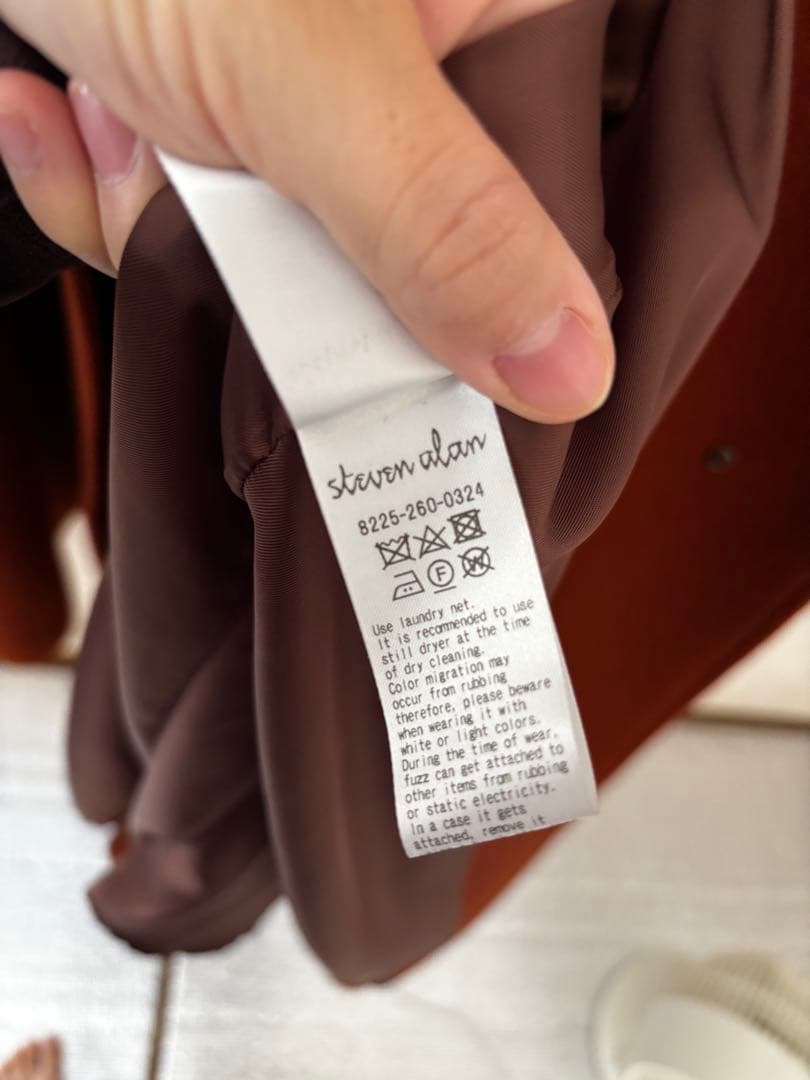 steven alan
8225-260-0324
F W
Use laundry net.
It is recommended to use
still dryer at the time
of dry cleaning.
Color migration may
occur from rubbing
therefore, please beware
when wearing it with
white or light colors.
During the time of wear,
fuzz can get attached to
other items from rubbing
or static electricity.
In a case it gets
attached, remove it